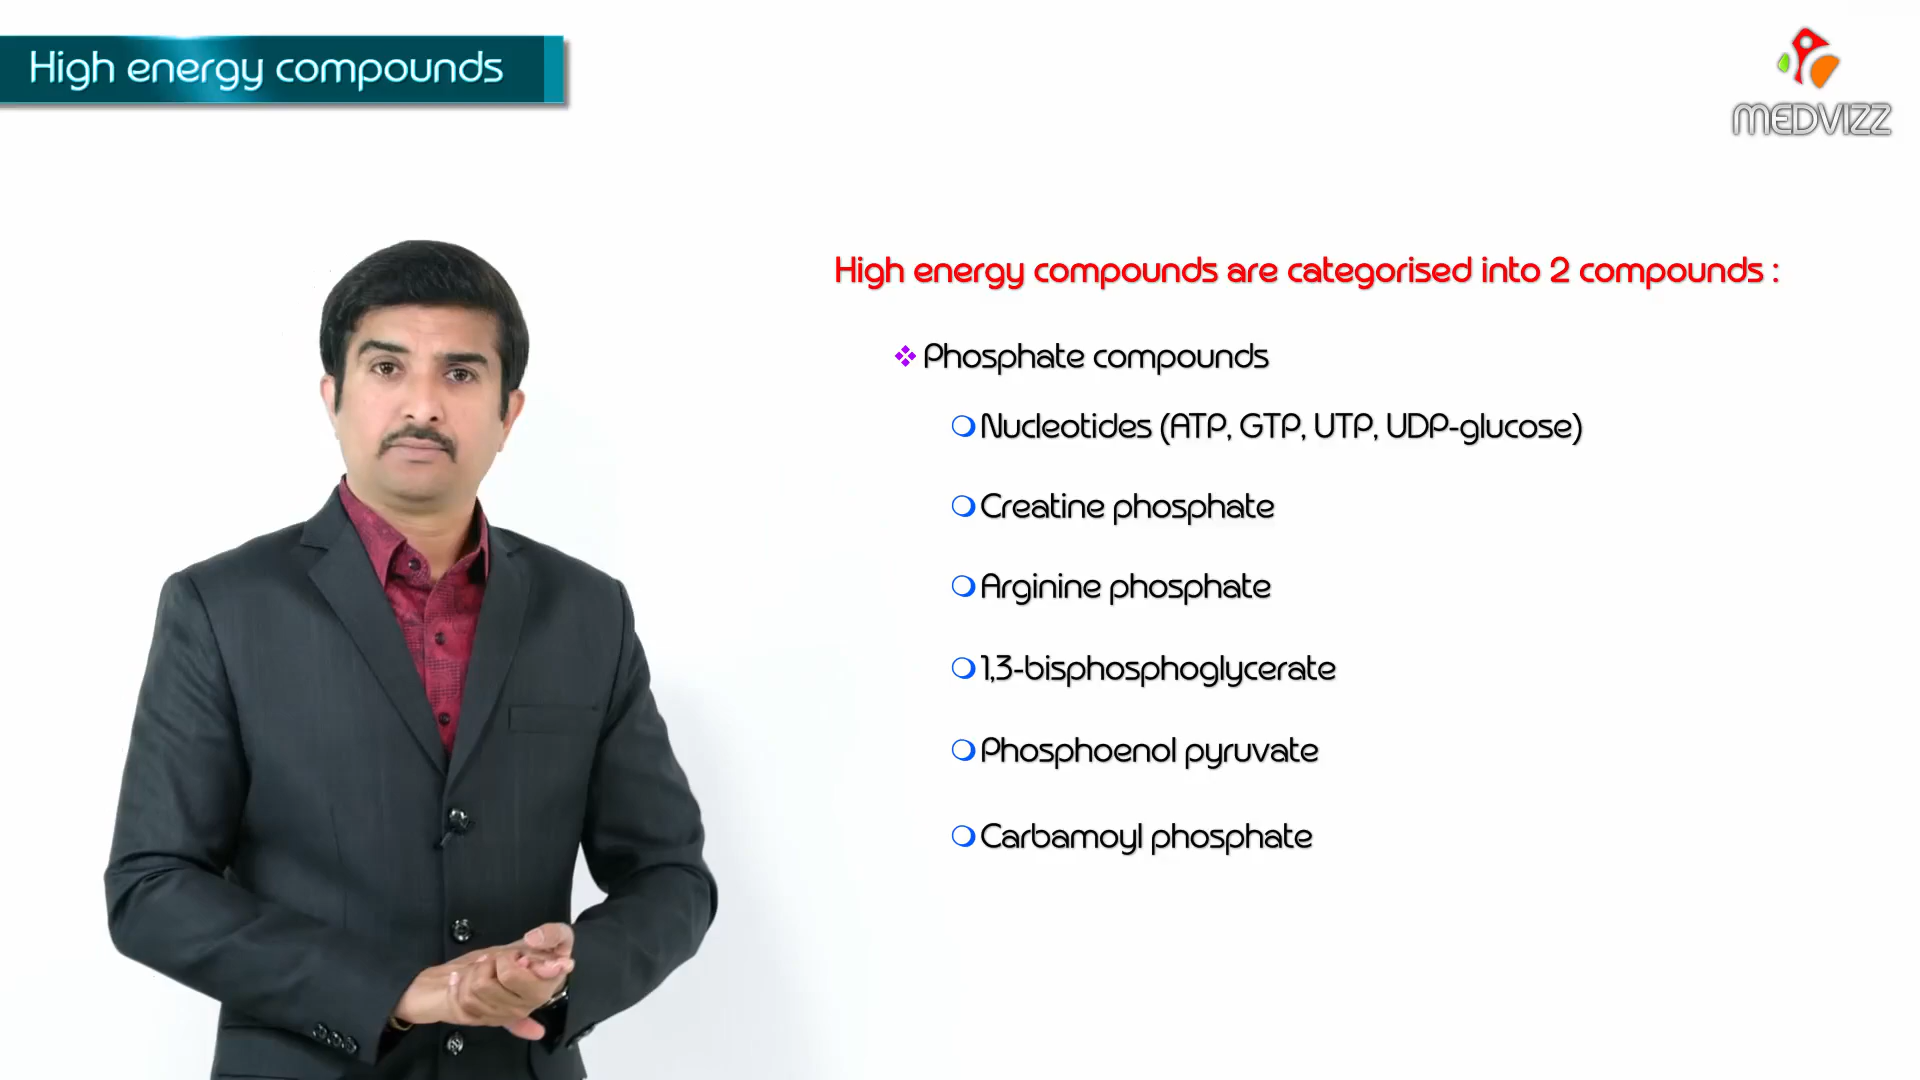 High energy compounds
MEDVIZZ
High energy compounds are categorised into 2 compounds :
Phosphate compounds
Nucleotides (ATP, GTP, UTP, UDP-glucose)
Creatine phosphate
Arginine phosphate
1,3-bisphosphoglycerate
Phosphoenol pyruvate
Carbamoyl phosphate